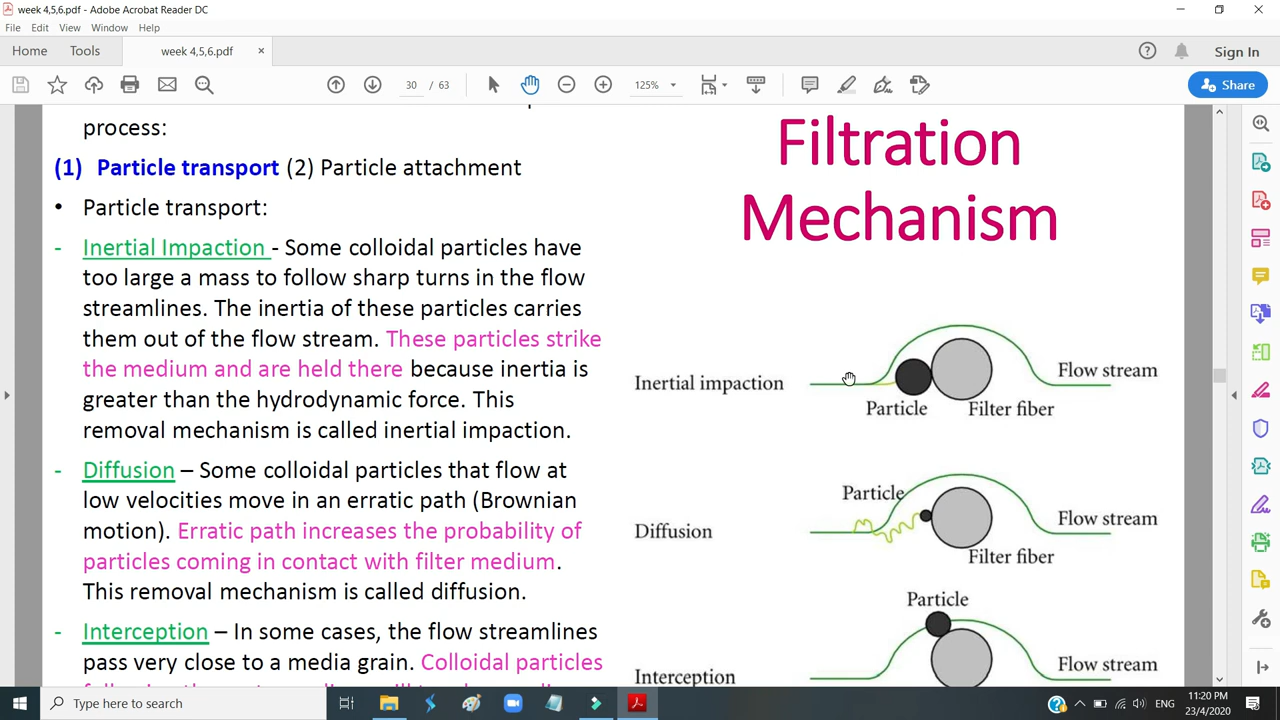 week 4,5,6.pdf - Adobe Acrobat Reader DC
File Edit View Window Help
Home Tools week 4,5,6.pdf × Sign In
30 / 63 125% Share
process:
(1) Particle transport (2) Particle attachment
• Particle transport:
- Inertial Impaction - Some colloidal particles have
too large a mass to follow sharp turns in the flow
streamlines. The inertia of these particles carries
them out of the flow stream. These particles strike
the medium and are held there because inertia is
greater than the hydrodynamic force. This
removal mechanism is called inertial impaction.
- Diffusion – Some colloidal particles that flow at
low velocities move in an erratic path (Brownian
motion). Erratic path increases the probability of
particles coming in contact with filter medium.
This removal mechanism is called diffusion.
- Interception – In some cases, the flow streamlines
pass very close to a media grain. Colloidal particles
Filtration
Mechanism
Inertial impaction
Flow stream
Particle
Filter fiber
Particle
Diffusion
Flow stream
Filter fiber
Particle
Interception
Flow stream
Type here to search
ENG
11:20 PM
23/4/2020